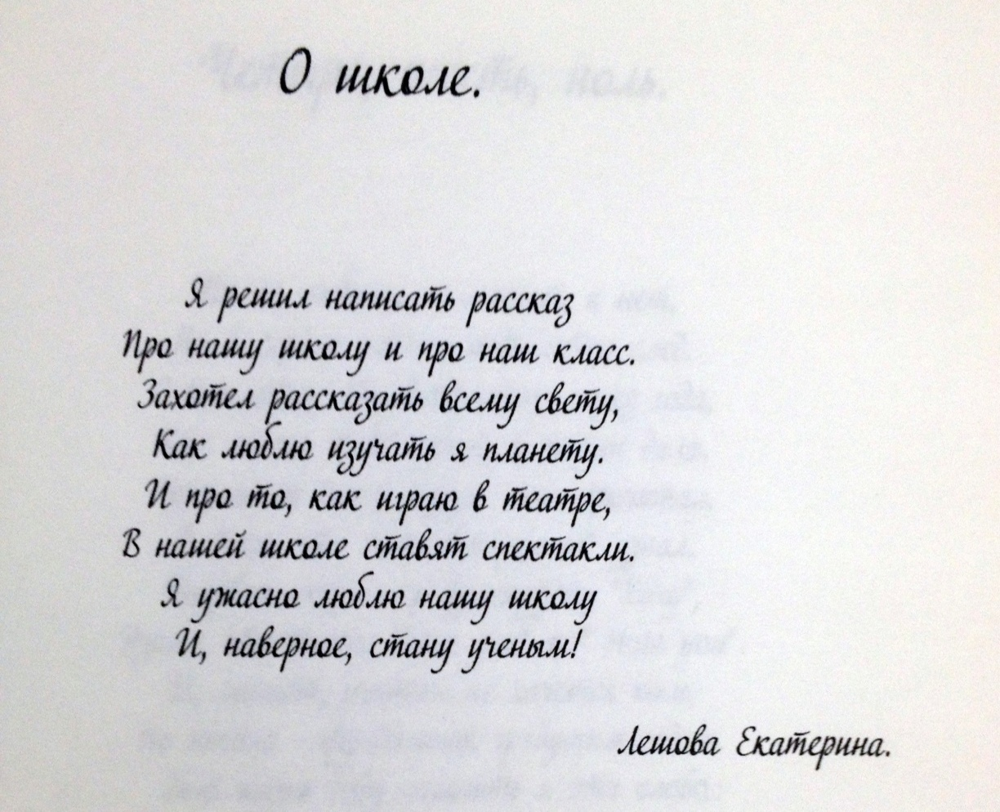 О школе.
Я решил написать рассказ
Про нашу школу и про наш класс.
Захотел рассказать всему свету,
Как люблю изучать я планету.
И про то, как играю в театре,
В нашей школе ставят спектакли.
Я ужасно люблю нашу школу
И, наверное, стану ученым!
Лешова Екатерина.